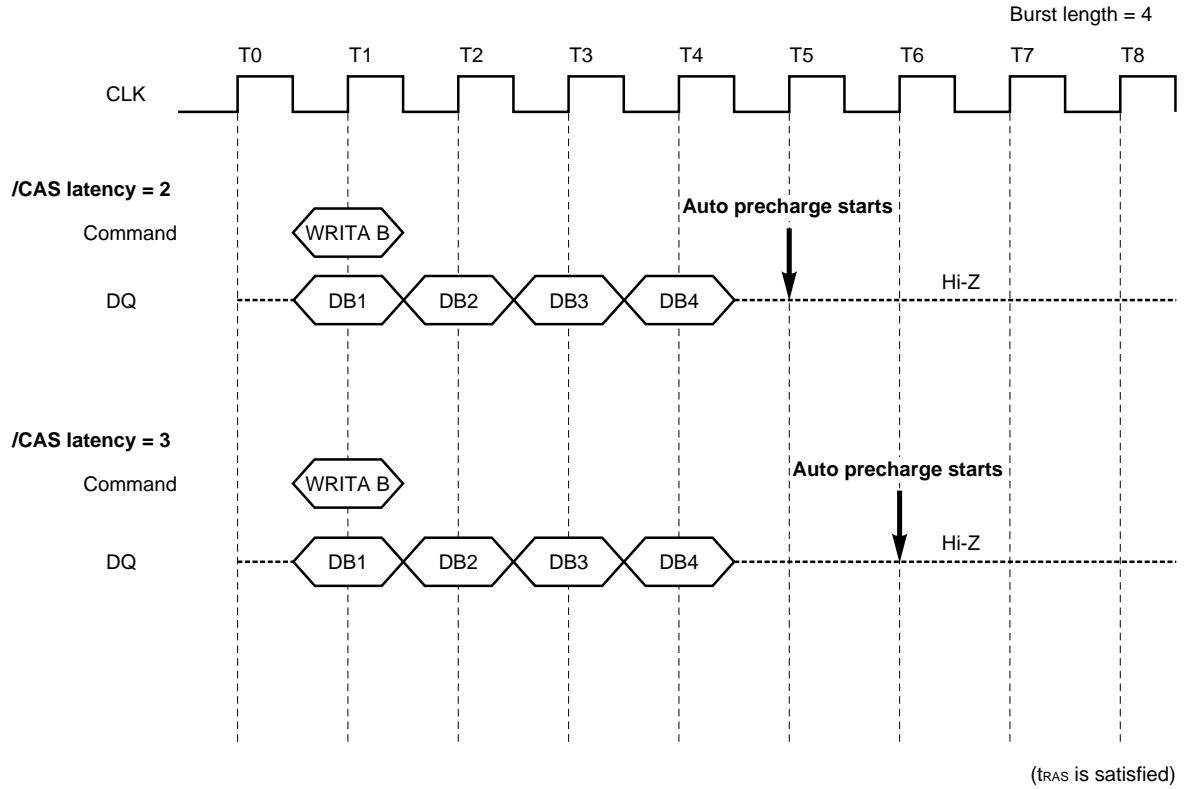 Burst length = 4
T0 T1 T2 T3 T4 T5 T6 T7 T8
CLK
/CAS latency = 2
Auto precharge starts
Command WRITA B
Hi-Z
DQ DB1 DB2 DB3 DB4
/CAS latency = 3
Auto precharge starts
Command WRITA B
Hi-Z
DQ DB1 DB2 DB3 DB4
(tRAS is satisfied)